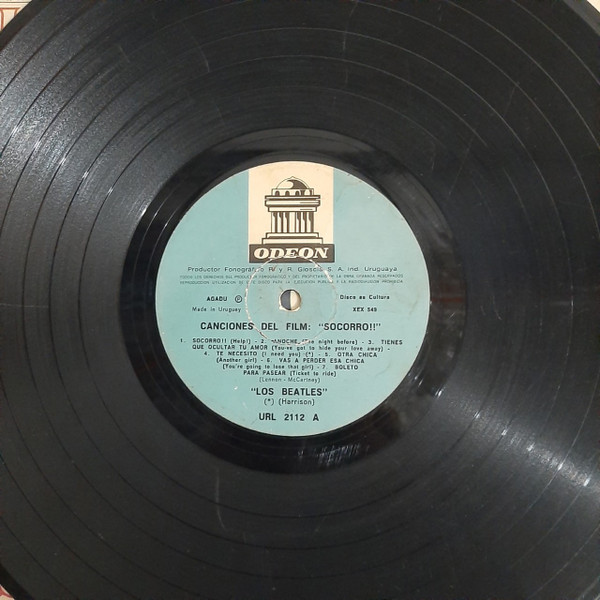 ODEON
Productor Fonográfico R. y R. Gioscia S. A. ind. Uruguaya
AGADU Ⓟ Disco es Cultura
Made in Uruguay XEX 549
CANCIONES DEL FILM: "SOCORRO!!"
1. SOCORRO!! (Help!) - 2. ANOCHE (The night before) - 3. TIENES
QUE OCULTAR TU AMOR (You-ve got to hide your love away) -
4. TE NECESITO (I need you) (*) - 5. OTRA CHICA
(Another girl) - 6. VAS A PERDER ESA CHICA
(You're going to lose that girl) - 7. BOLETO
PARA PASEAR (Ticket to ride)
(Lennon - McCartney)
"LOS BEATLES"
(*) (Harrison)
URL 2112 A